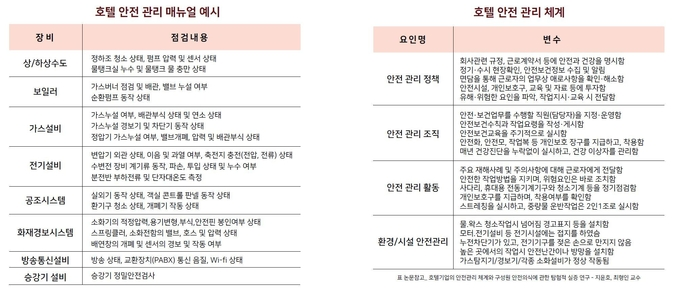 호텔 안전 관리 매뉴얼 예시
장 비
점 검 내 용
상/하상수도
정하조 청소 상태, 펌프 압력 및 센서 상태
물탱크실 누수 및 물탱크 물 충만 상태
보일러
가스버너 점검 및 배관, 밸브 누설 여부
순환펌프 동작 상태
가스설비
가스누설 여부, 배관부식 상태 및 연소 상태
가스누설 경보기 및 차단기 동작 상태
정압기 가스누설 여부, 밸브개폐, 압력 및 배관부식 상태
전기설비
변압기 외관 상태, 이음 및 과열 여부, 축전지 충전(전압, 전류) 상태
수변전 장비 계기류 동작, 파손, 투입 상태 및 누수 여부
분전반 부하전류 및 단자대온도 측정
공조시스템
실외기 동작 상태, 객실 콘트롤 판넬 동작 상태
환기구 청소 상태, 개폐기 작동 상태
화재경보시스템
소화기의 적정압력,용기변형,부식,안전핀 봉인여부 상태
스프링클러, 소화전함의 밸브, 호스 및 압력 상태
배연창의 개폐 및 센서의 경보 및 작동 여부
방송통신설비
방송 상태, 교환장치(PABX) 통신 음질, Wi-fi 상태
승강기 설비
승강기 정밀안전검사
호텔 안전 관리 체계
요 인 명
변 수
안전 관리 정책
회사관련 규정, 근로계약서 등에 안전과 건강을 명시함
정기·수시 현장확인, 안전보건정보 수집 및 알림
면담을 통해 근로자의 업무상 애로사항을 확인·해소함
안전시설, 개인보호구, 교육 및 자료 등에 투자함
유해·위험한 요인을 파악, 작업지시·교육 시 전달함
안전 관리 조직
안전·보건업무를 수행할 직원(담당자)을 지정·운영함
안전보건수칙과 작업요령을 작성·게시함
안전보건교육을 주기적으로 실시함
안전화, 안전모, 작업복 등 개인보호 장구를 지급하고, 착용함
매년 건강진단을 누락없이 실시하고, 건강 이상자를 관리함
안전 관리 활동
주요 재해사례 및 주의사항에 대해 근로자에게 전달함
안전한 작업방법을 지키며, 위험요인은 바로 조치함
사다리, 휴대용 전동기계기구와 청소기계 등을 정기점검함
개인보호구를 지급하며, 착용여부를 확인함
스트레칭을 실시하고, 중량물 운반작업은 2인1조로 실시함
환경/시설 안전관리
물.왁스 청소작업시 넘어짐 경고표지 등을 설치함
모터.전기설비 등 전기시설에는 접지를 하였음
누전차단기가 있고, 전기기구를 젖은 손으로 만지지 않음
높은 곳에서의 작업시 안전난간이나 방망을 설치함
가스탐지기/경보기/각종 소화설비가 정상 작동됨
표 논문참고_ 호텔기업의 안전관리 체계와 구성원 안전의식에 관한 탐험적 실증 연구 - 지윤호, 최형인 교수